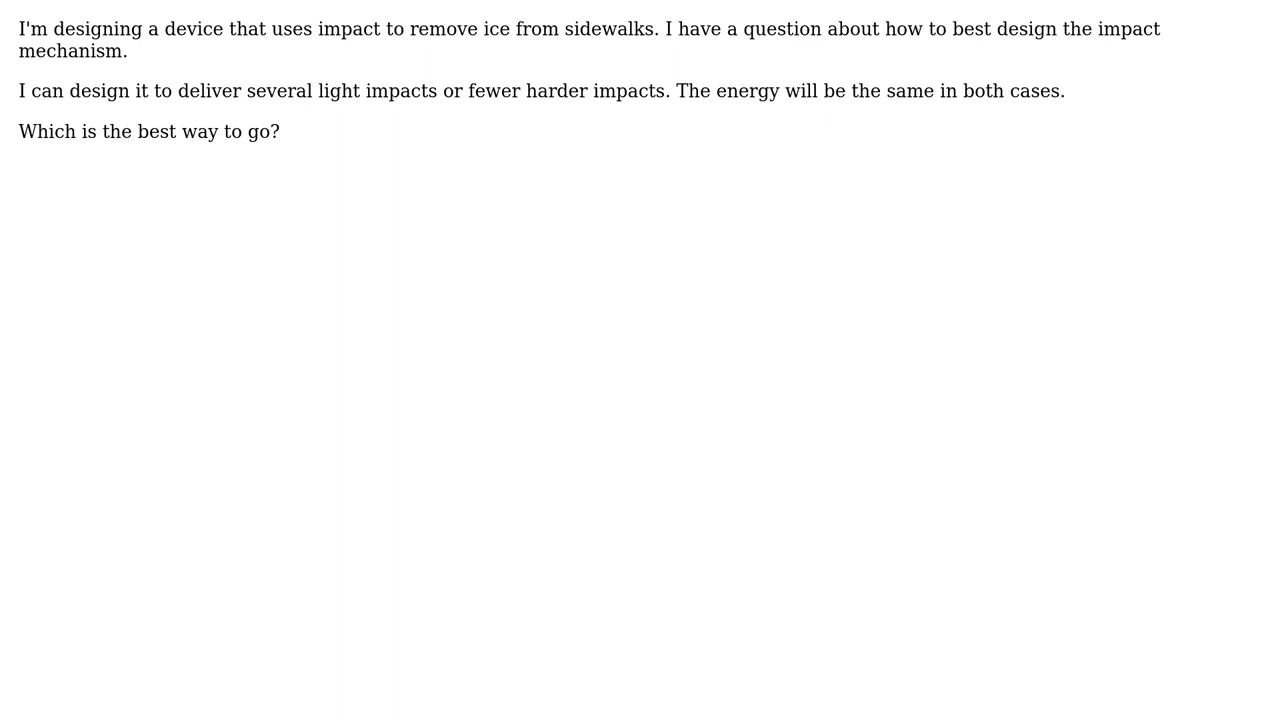 I'm designing a device that uses impact to remove ice from sidewalks. I have a question about how to best design the impact
mechanism.
I can design it to deliver several light impacts or fewer harder impacts. The energy will be the same in both cases.
Which is the best way to go?